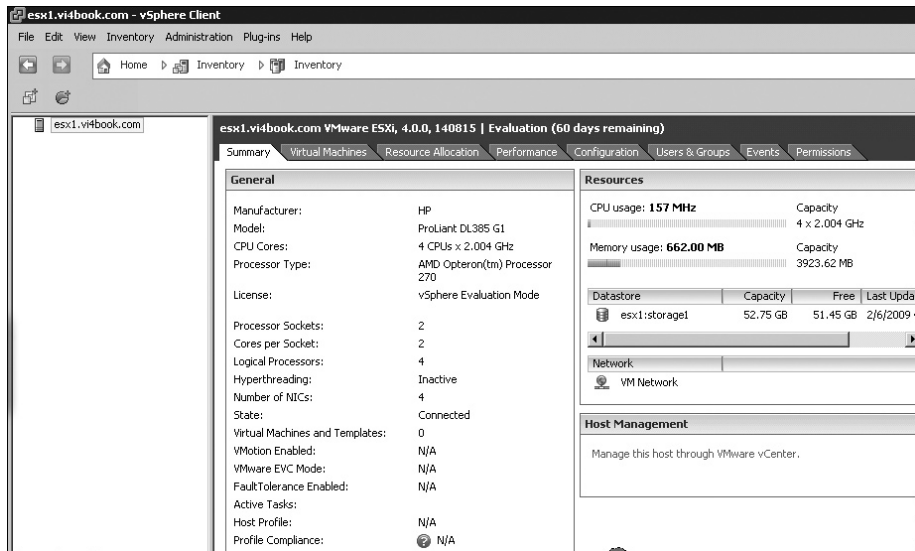 esx1.vi4book.com - vSphere Client
File Edit View Inventory Administration Plug-ins Help
Home Inventory Inventory
esx1.vi4book.com
esx1.vi4book.com VMware ESXi, 4.0.0, 140815 | Evaluation (60 days remaining)
Summary Virtual Machines Resource Allocation Performance Configuration Users & Groups Events Permissions
General
Manufacturer: HP
Model: ProLiant DL385 G1
CPU Cores: 4 CPUs x 2.004 GHz
Processor Type: AMD Opteron(tm) Processor
270
License: vSphere Evaluation Mode
Processor Sockets: 2
Cores per Socket: 2
Logical Processors: 4
Hyperthreading: Inactive
Number of NICs: 4
State: Connected
Virtual Machines and Templates: 0
VMotion Enabled: N/A
VMware EVC Mode: N/A
FaultTolerance Enabled: N/A
Active Tasks:
Host Profile: N/A
Profile Compliance: N/A
Resources
CPU usage: 157 MHz Capacity
4 x 2.004 GHz
Memory usage: 662.00 MB Capacity
3923.62 MB
Datastore Capacity Free Last Upda
esx1:storage1 52.75 GB 51.45 GB 2/6/2009
Network
VM Network
Host Management
Manage this host through VMware vCenter.